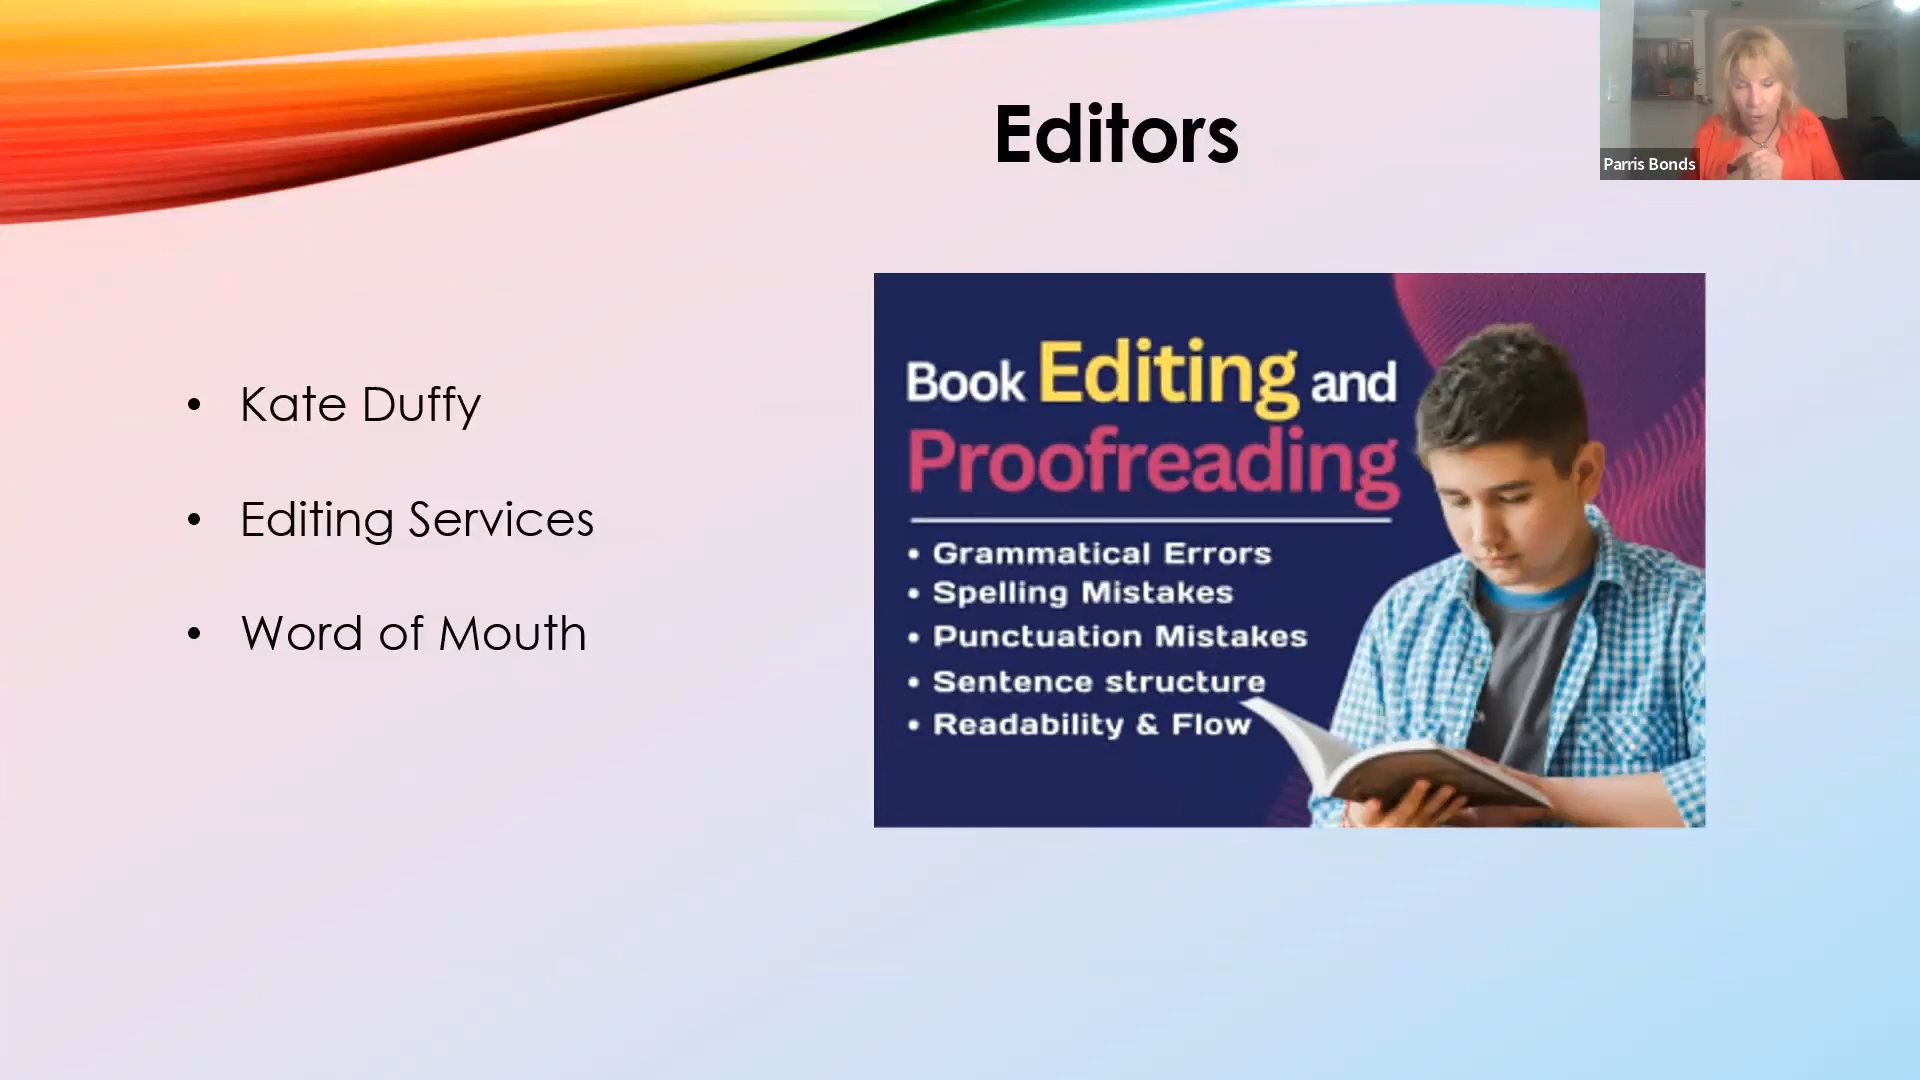 Editors
Parris Bonds
• Kate Duffy
• Editing Services
• Word of Mouth
Book Editing and
Proofreading
• Grammatical Errors
• Spelling Mistakes
• Punctuation Mistakes
• Sentence structure
• Readability & Flow